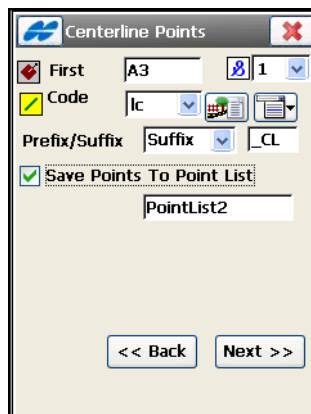 Centerline Points
First A3 8 1
Code lc
Prefix/Suffix Suffix _CL
Save Points To Point List
PointList2
<< Back Next >>